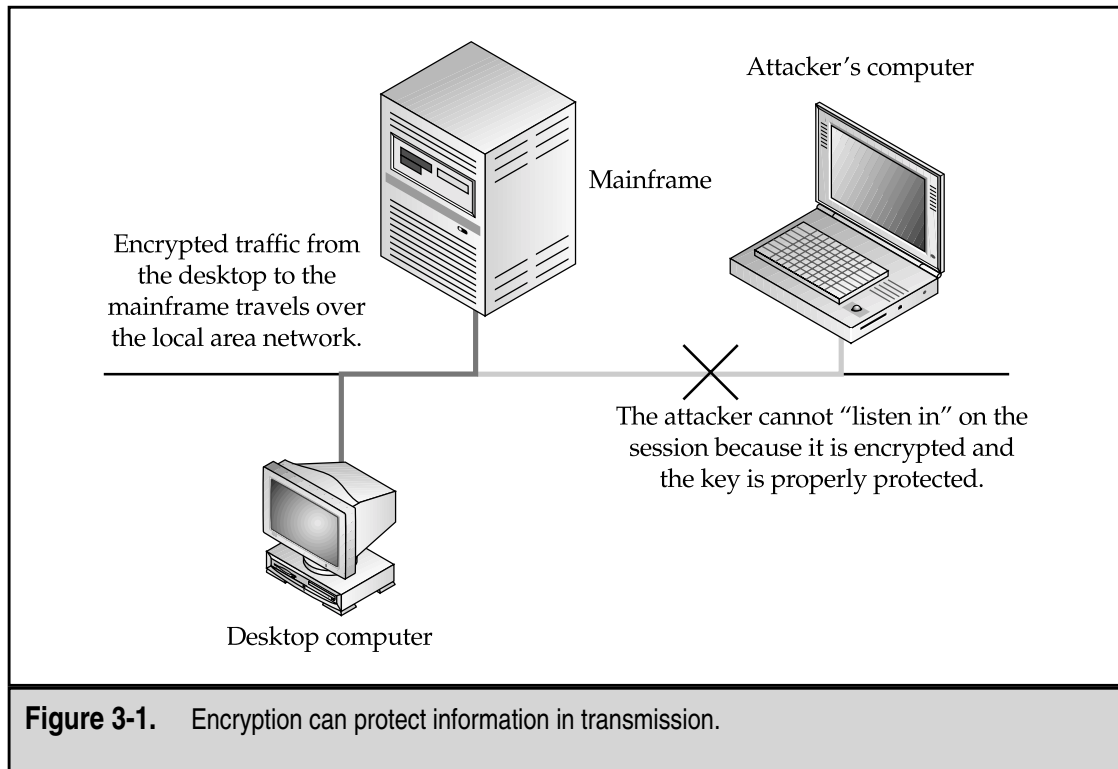 Attacker’s computer
Mainframe
Encrypted traffic from
the desktop to the
mainframe travels over
the local area network.
The attacker cannot “listen in” on the
session because it is encrypted and
the key is properly protected.
Desktop computer
Figure 3-1. Encryption can protect information in transmission.